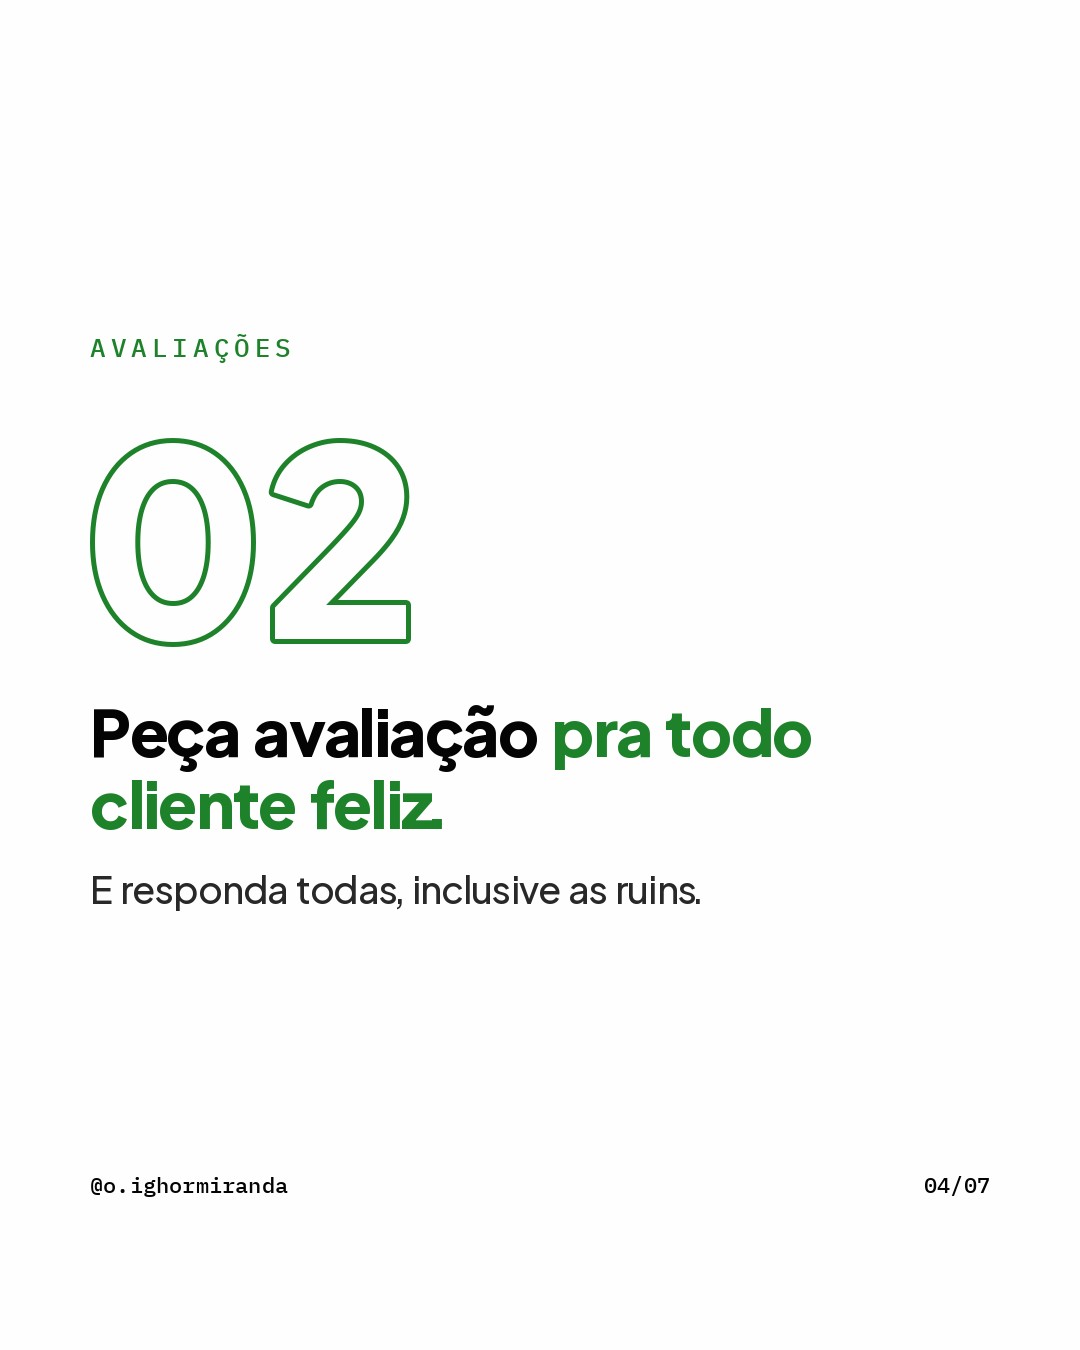 AVALIAÇÕES
02
Peça avaliação pra todo
cliente feliz.
E responda todas, inclusive as ruins.
@o.ighormiranda
04/07